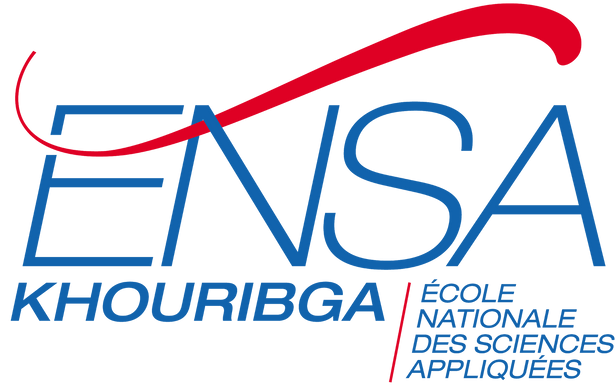 ENSA
KHOURIBGA
ÉCOLE
NATIONALE
DES SCIENCES
APPLIQUÉES